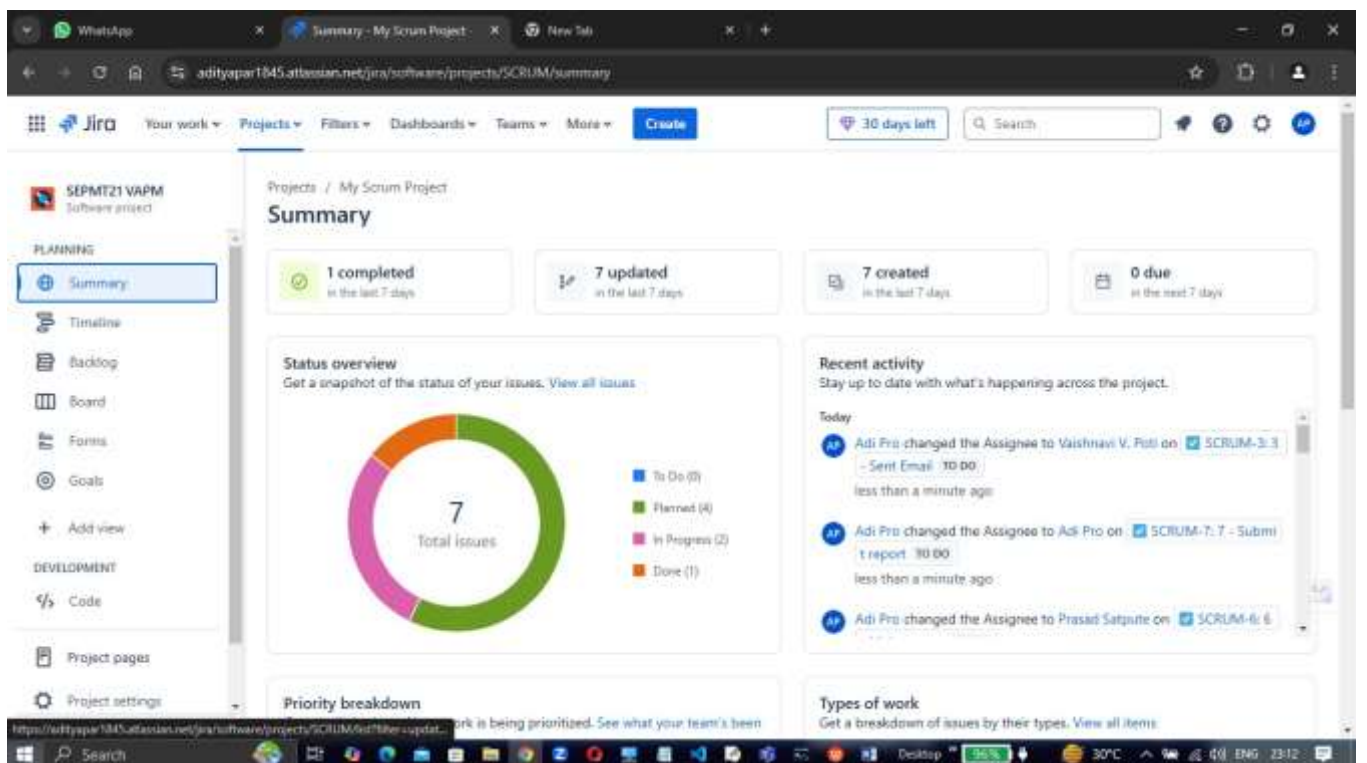 WhatsApp
Summary - My Scrum Project
New Tab
adityapar1845.atlassian.net/jira/software/projects/SCRUM/summary
Jira Your work Projects Filters Dashboards Teams More Create 30 days left Search AP
SEPMT21 VAPM
Software project
PLANNING
Summary
Timeline
Backlog
Board
Forms
Goals
Add view
DEVELOPMENT
Code
Project pages
Project settings
Projects / My Scrum Project
Summary
1 completed
in the last 7 days
7 updated
in the last 7 days
7 created
in the last 7 days
0 due
in the next 7 days
Status overview
Get a snapshot of the status of your issues. View all issues
7
Total issues
To Do (0)
Planned (4)
In Progress (2)
Done (1)
Recent activity
Stay up to date with what's happening across the project.
Today
AP Adi Pro changed the Assignee to Vaishnavi V. on SCRUM-3: 3
- Sent Email TO DO
less than a minute ago
AP Adi Pro changed the Assignee to Adi Pro on SCRUM-7: 7 - Submi
t report TO DO
less than a minute ago
AP Adi Pro changed the Assignee to Prasad Satpute on SCRUM-6: 6
Priority breakdown
ork is being prioritized. See what your team's been
Types of work
Get a breakdown of issues by their types. View all items
Search Desktop 96% 30°C ENG 23:12